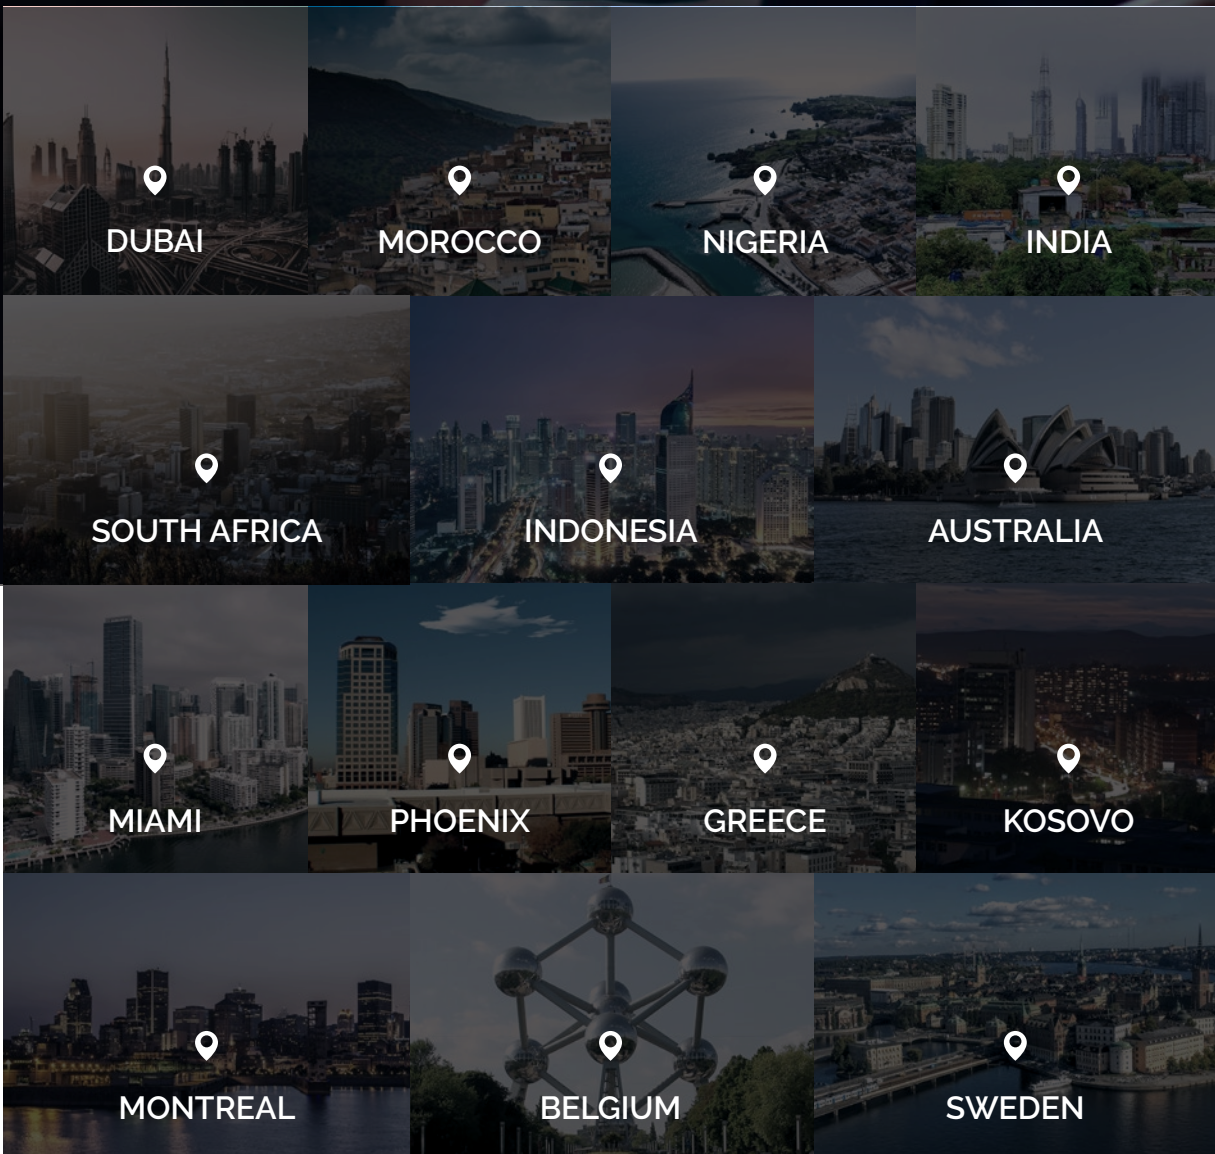 DUBAI
MOROCCO
NIGERIA
INDIA
SOUTH AFRICA
INDONESIA
AUSTRALIA
MIAMI
PHOENIX
GREECE
KOSOVO
MONTREAL
BELGIUM
SWEDEN